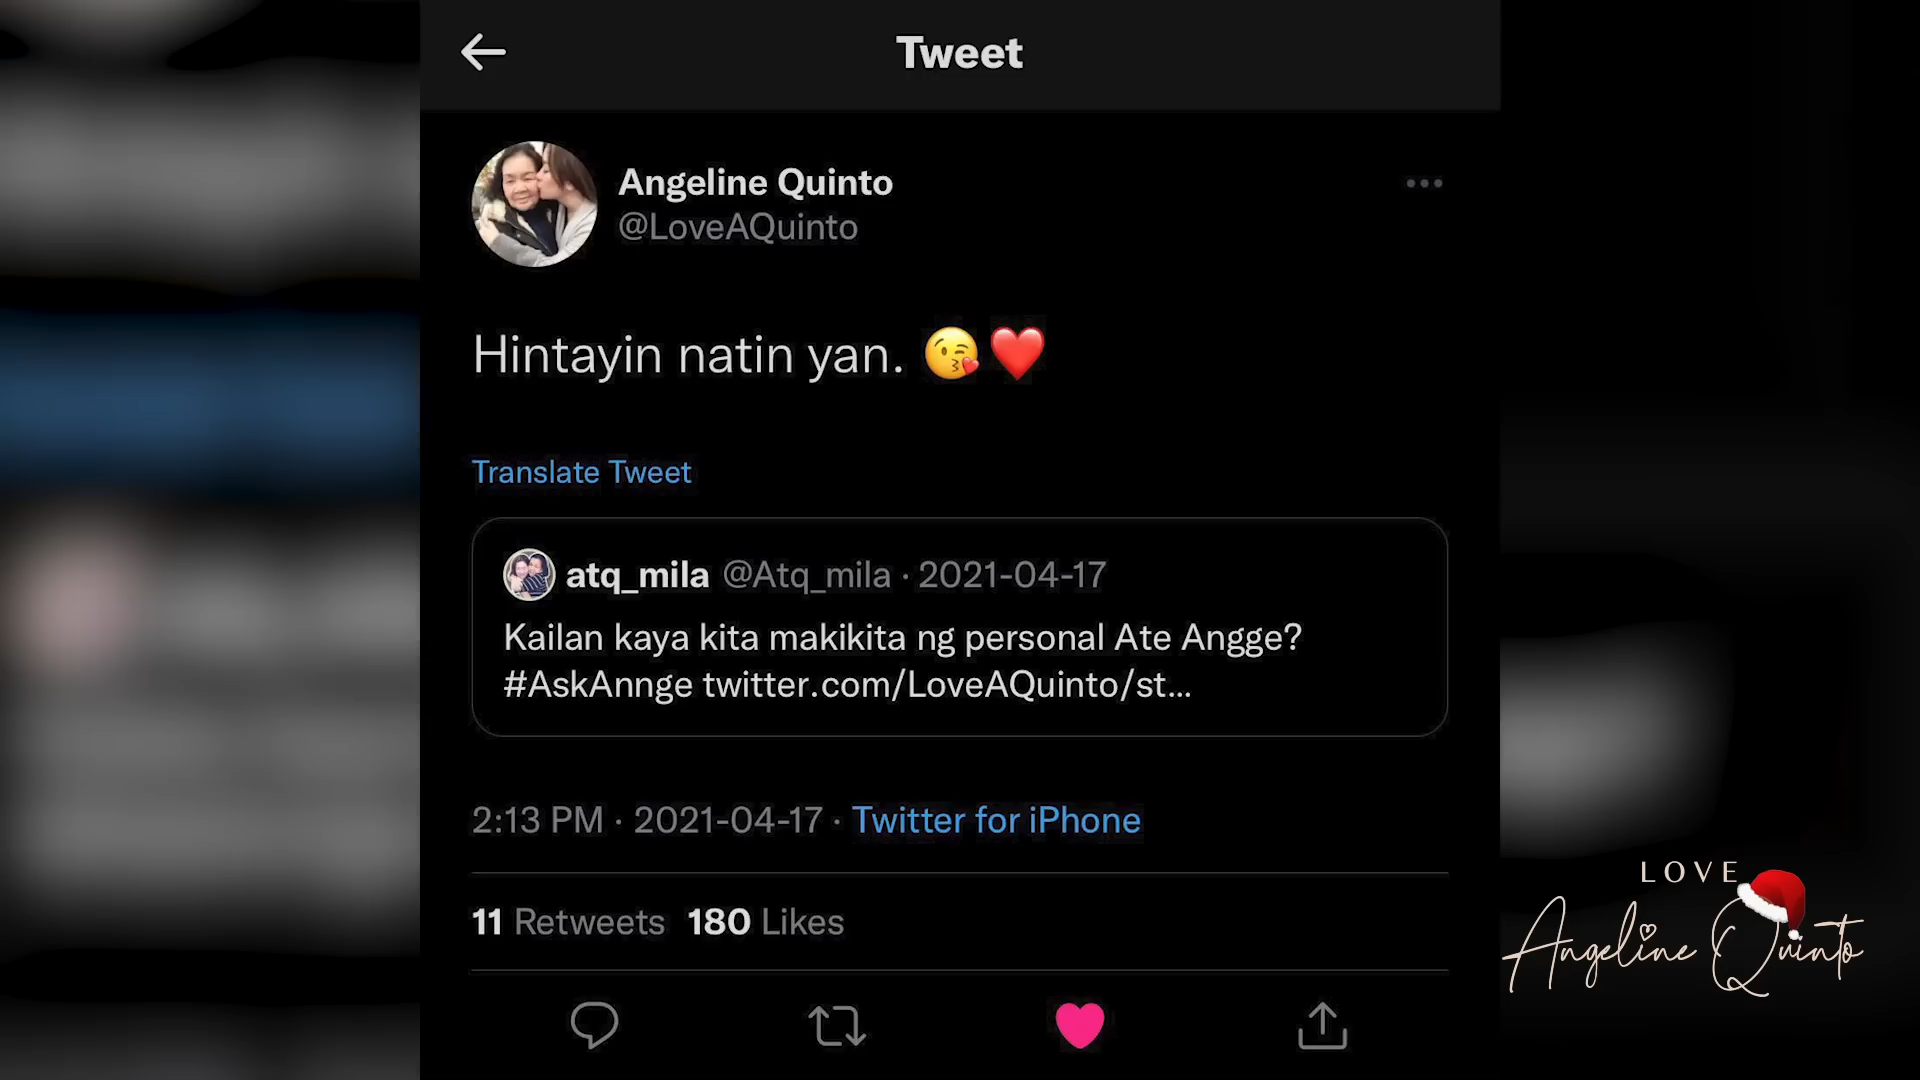 Tweet
Angeline Quinto
@LoveAQuinto
Hintayin natin yan. 😘❤️
Translate Tweet
atq_mila @Atq_mila · 2021-04-17
Kailan kaya kita makikita ng personal Ate Angge?
#AskAnnge twitter.com/LoveAQuinto/st...
2:13 PM · 2021-04-17 · Twitter for iPhone
11 Retweets 180 Likes
LOVE
Angeline Quinto